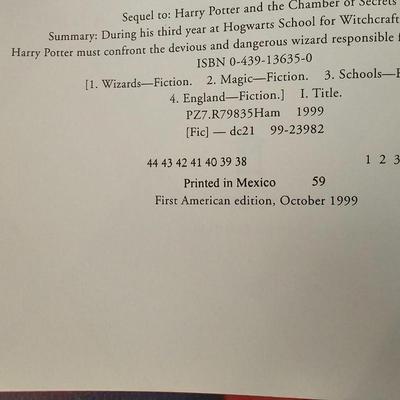 Sequel to: Harry Potter and the Chamber of Secrets
Summary: During his third year at Hogwarts School for Witchcraft
Harry Potter must confront the devious and dangerous wizard responsible f
ISBN 0-439-13635-0
[1. Wizards—Fiction. 2. Magic—Fiction. 3. Schools—F
4. England—Fiction.] I. Title.
PZ7.R79835Ham 1999
[Fic] — dc21 99-23982
44 43 42 41 40 39 38 1 2 3
Printed in Mexico 59
First American edition, October 1999